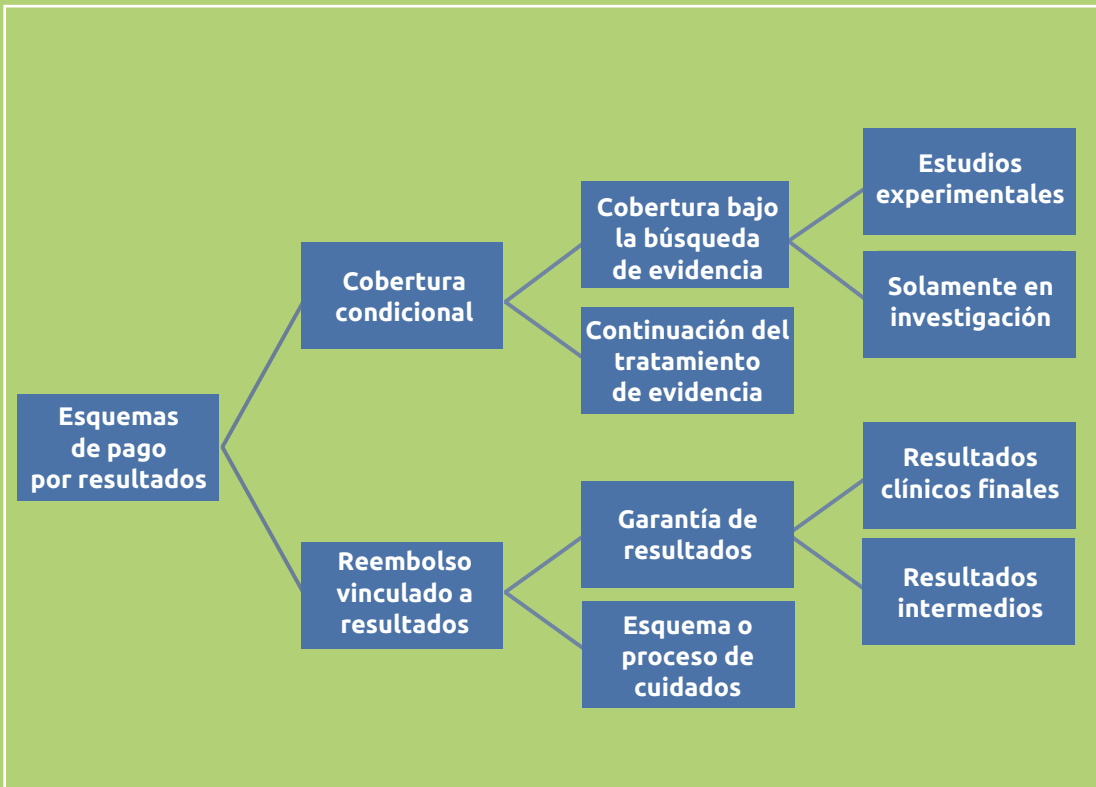 Esquemas
de pago
por resultados
Cobertura
condicional
Cobertura bajo
la búsqueda
de evidencia
Estudios
experimentales
Solamente en
investigación
Continuación del
tratamiento
de evidencia
Reembolso
vinculado a
resultados
Garantía de
resultados
Resultados
clínicos finales
Resultados
intermedios
Esquema o
proceso de
cuidados